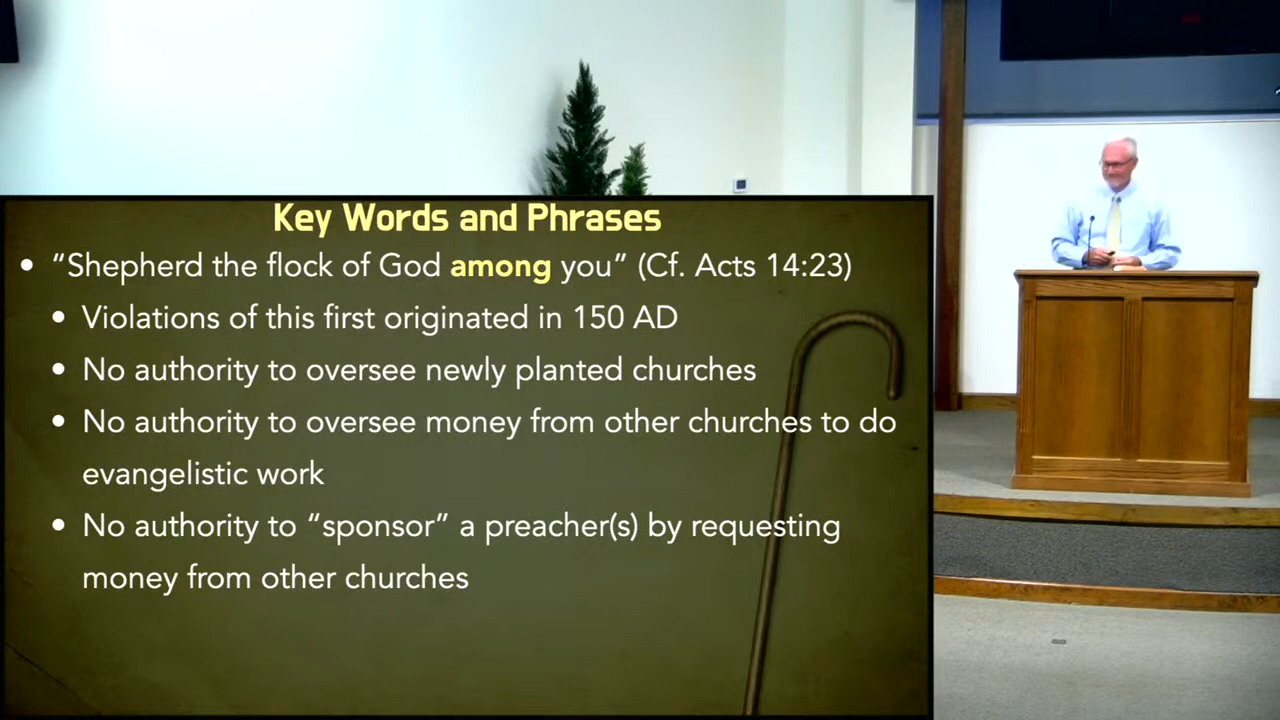 Key Words and Phrases
• “Shepherd the flock of God among you” (Cf. Acts 14:23)
• Violations of this first originated in 150 AD
• No authority to oversee newly planted churches
• No authority to oversee money from other churches to do
evangelistic work
• No authority to “sponsor” a preacher(s) by requesting
money from other churches